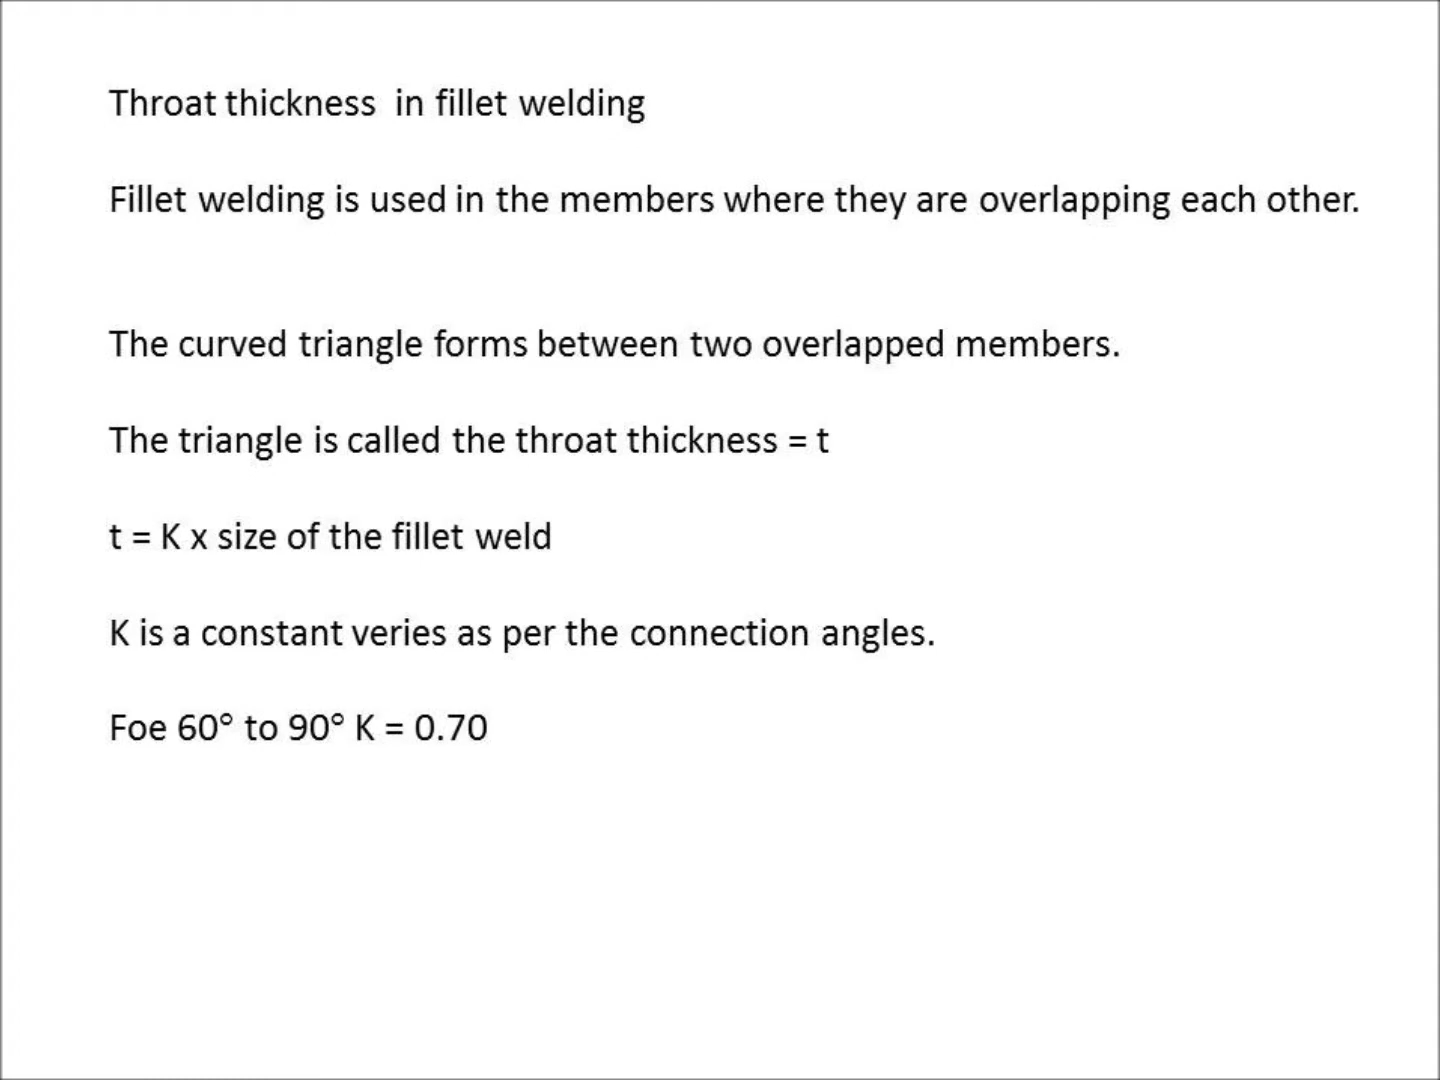 Throat thickness in fillet welding
Fillet welding is used in the members where they are overlapping each other.
The curved triangle forms between two overlapped members.
The triangle is called the throat thickness = t
t = K x size of the fillet weld
K is a constant veries as per the connection angles.
Foe 60° to 90° K = 0.70